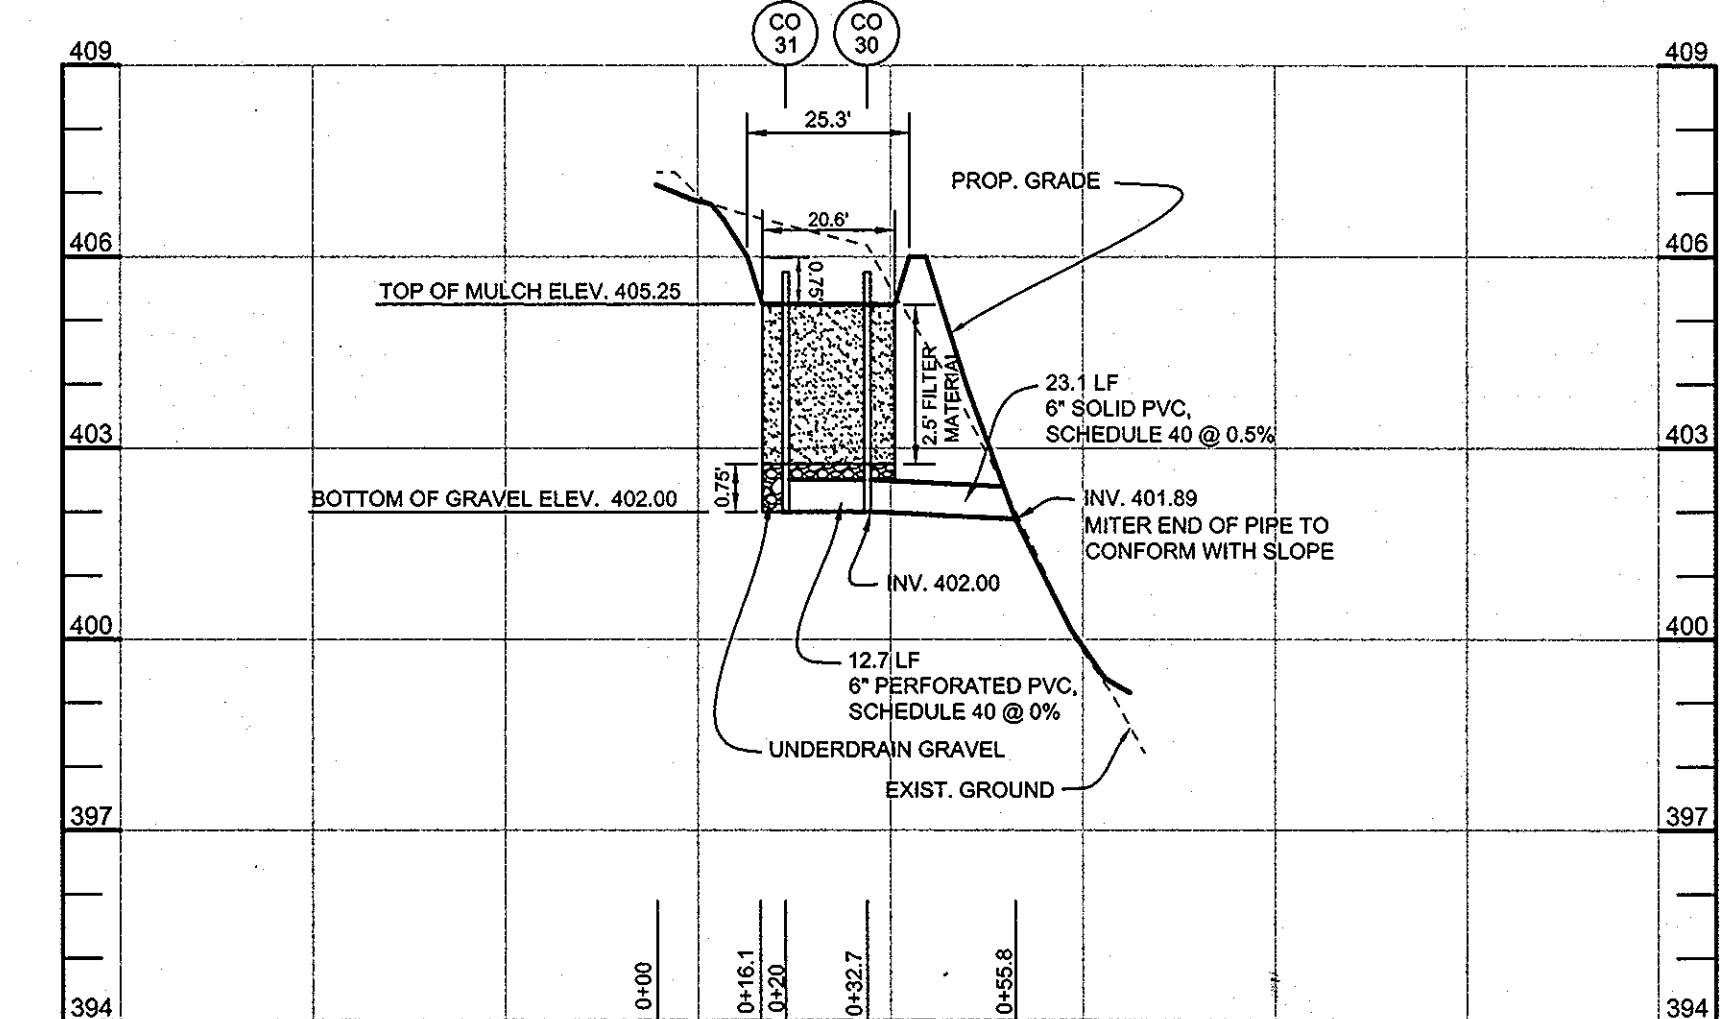 CO
31
CO
30
409
409
25.3'
PROP. GRADE
20.6'
406
406
0.75'
TOP OF MULCH ELEV. 405.25
2.5' FILTER
MATERIAL
23.1 LF
6" SOLID PVC,
SCHEDULE 40 @ 0.5%
403
403
0.75'
BOTTOM OF GRAVEL ELEV. 402.00
INV. 401.89
MITER END OF PIPE TO
CONFORM WITH SLOPE
INV. 402.00
400
400
12.7 LF
6" PERFORATED PVC,
SCHEDULE 40 @ 0%
UNDERDRAIN GRAVEL
EXIST. GROUND
397
397
0+00
0+16.1
0+20
0+32.7
0+55.8
394
394